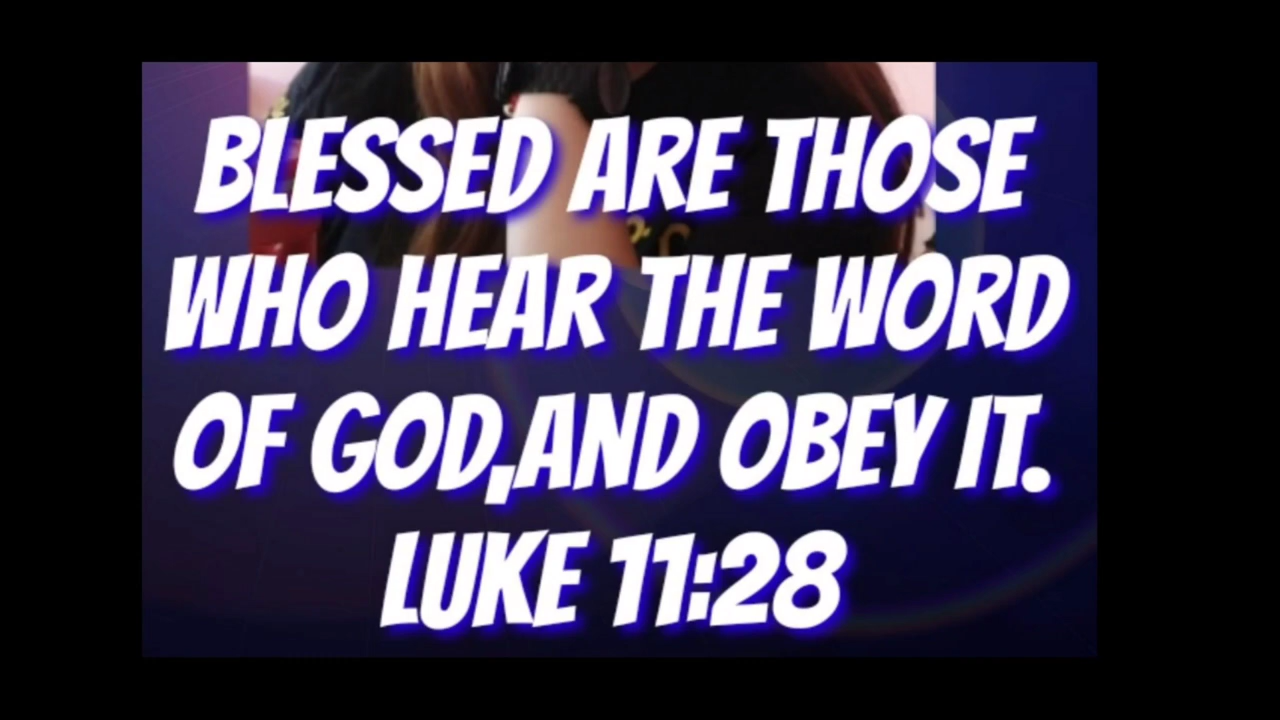 BLESSED ARE THOSE
WHO HEAR THE WORD
OF GOD,AND OBEY IT.
LUKE 11:28